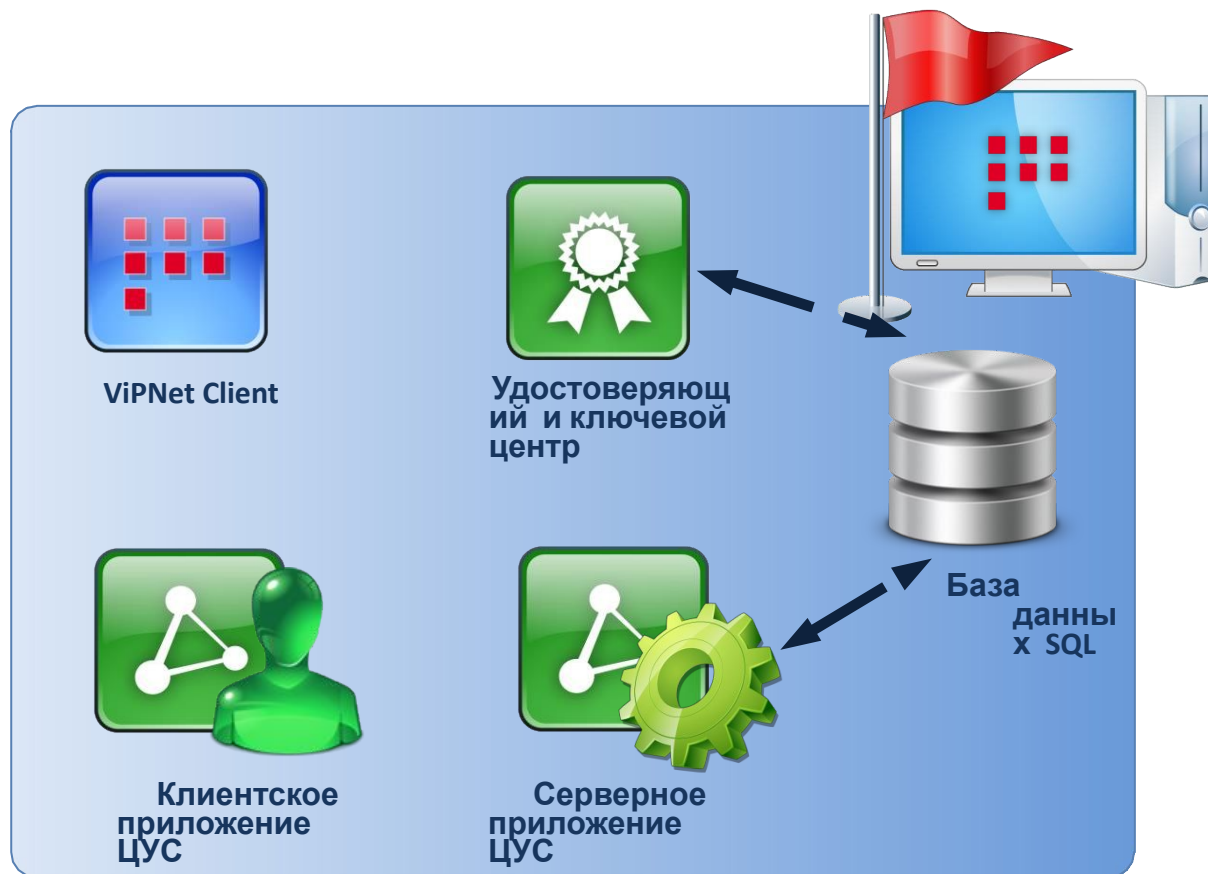 ViPNet Client
Удостоверяющ
ий и ключевой
центр
База
данны
х SQL
Клиентское
приложение
ЦУС
Серверное
приложение
ЦУС